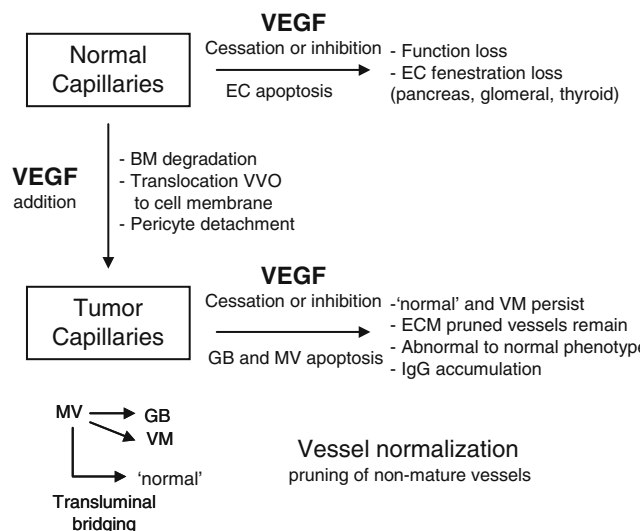 VEGF
Normal
Capillaries
Cessation or inhibition
EC apoptosis
- Function loss
- EC fenestration loss
(pancreas, glomeral, thyroid)
VEGF
addition
- BM degradation
- Translocation VVO
to cell membrane
- Pericyte detachment
VEGF
Tumor
Capillaries
Cessation or inhibition
GB and MV apoptosis
-‘normal’ and VM persist
- ECM pruned vessels remain
- Abnormal to normal phenotype
- IgG accumulation
MV
GB
VM
‘normal’
Transluminal
bridging
Vessel normalization
pruning of non-mature vessels